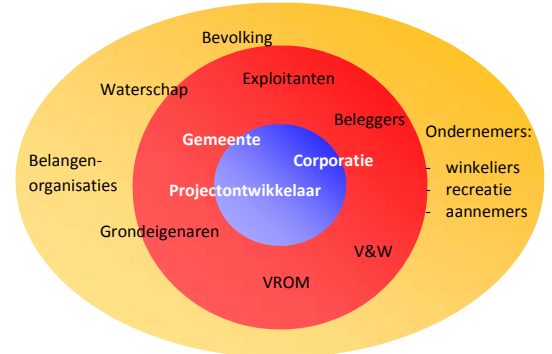 Bevolking
Exploitanten
Waterschap
Beleggers
Gemeente
Ondernemers:
Corporatie
Belangen-
organisaties
- winkeliers
- recreatie
- aannemers
Projectontwikkelaar
Grondeigenaren
V&W
VROM